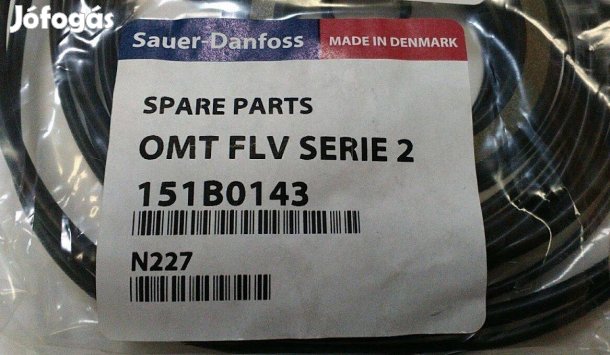 Jófogás
Sauer-Danfoss MADE IN DENMARK
SPARE PARTS
OMT FLV SERIE 2
151B0143
N227